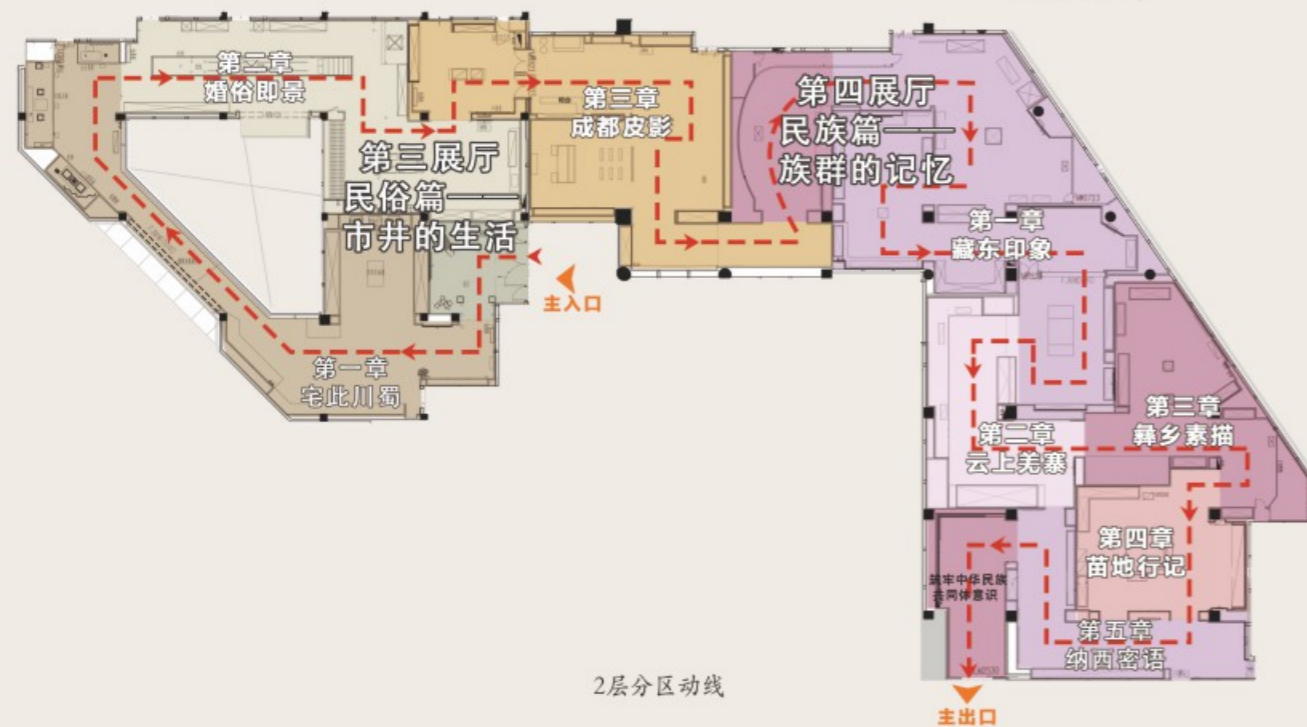 第二章
婚俗即景
第三章
成都皮影
第四展厅
民族篇——
族群的记忆
第三展厅
民俗篇——
市井的生活
第一章
藏东印象
主入口
第一章
宅此川蜀
第三章
彝乡素描
第二章
云上羌寨
第四章
苗地行记
筑牢中华民族
共同体意识
第五章
纳西密语
2层分区动线
主出口